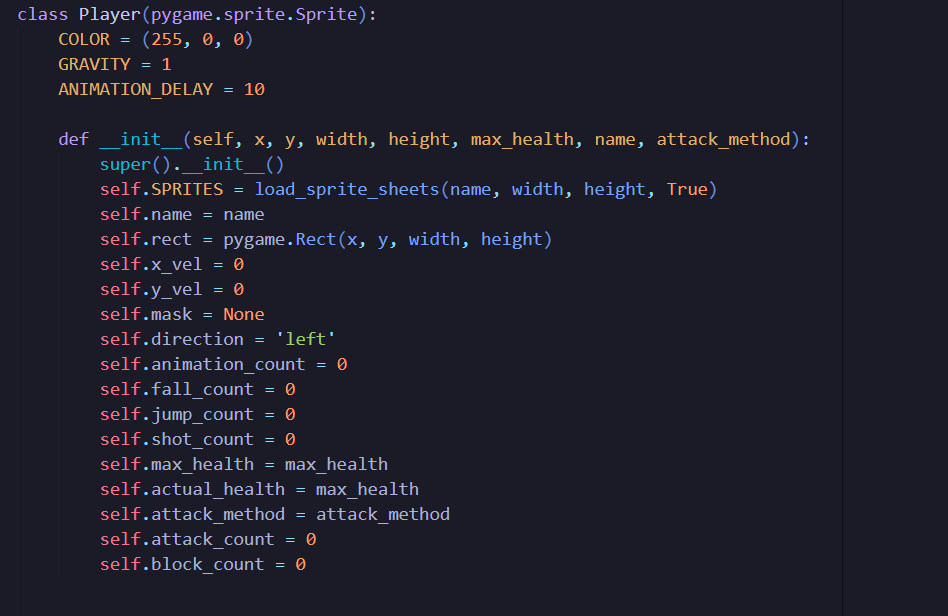 class Player(pygame.sprite.Sprite):
    COLOR = (255, 0, 0)
    GRAVITY = 1
    ANIMATION_DELAY = 10

    def __init__(self, x, y, width, height, max_health, name, attack_method):
        super().__init__()
        self.SPRITES = load_sprite_sheets(name, width, height, True)
        self.name = name
        self.rect = pygame.Rect(x, y, width, height)
        self.x_vel = 0
        self.y_vel = 0
        self.mask = None
        self.direction = 'left'
        self.animation_count = 0
        self.fall_count = 0
        self.jump_count = 0
        self.shot_count = 0
        self.max_health = max_health
        self.actual_health = max_health
        self.attack_method = attack_method
        self.attack_count = 0
        self.block_count = 0